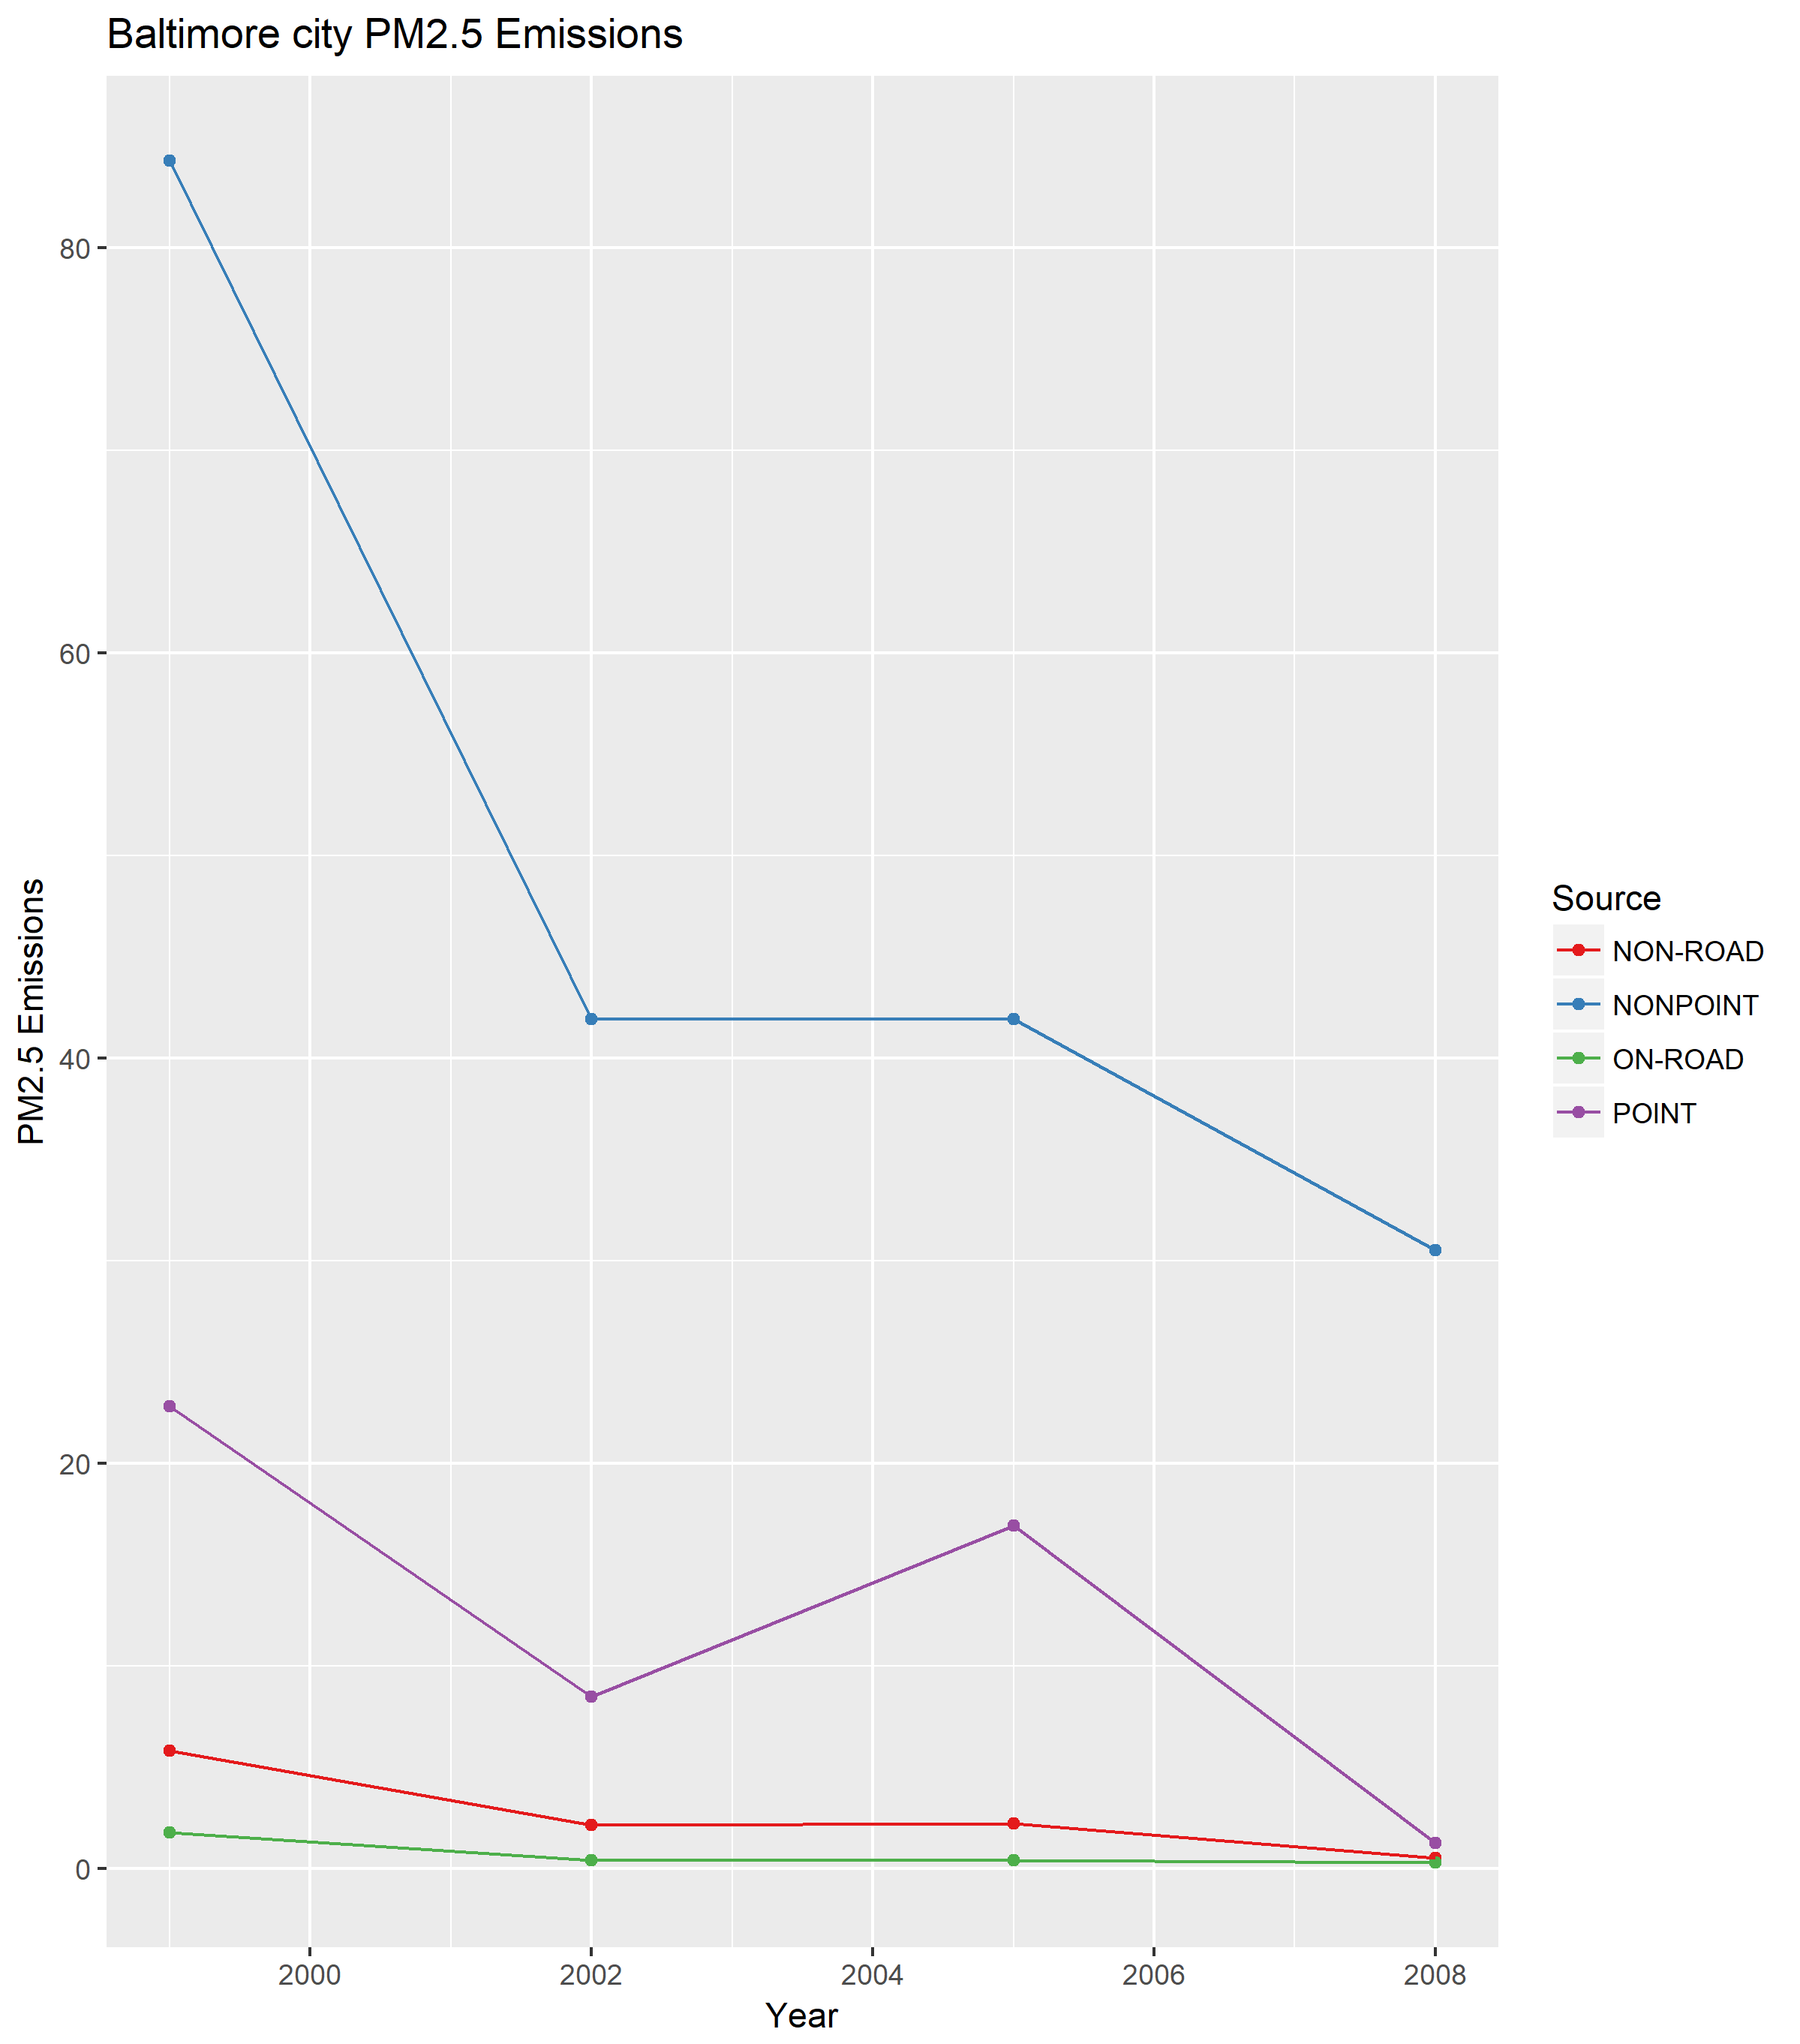 Baltimore city PM2.5 Emissions
PM2.5 Emissions
80
60
40
20
0
2000
2002
2004
2006
2008
Year
Source
NON-ROAD
NONPOINT
ON-ROAD
POINT